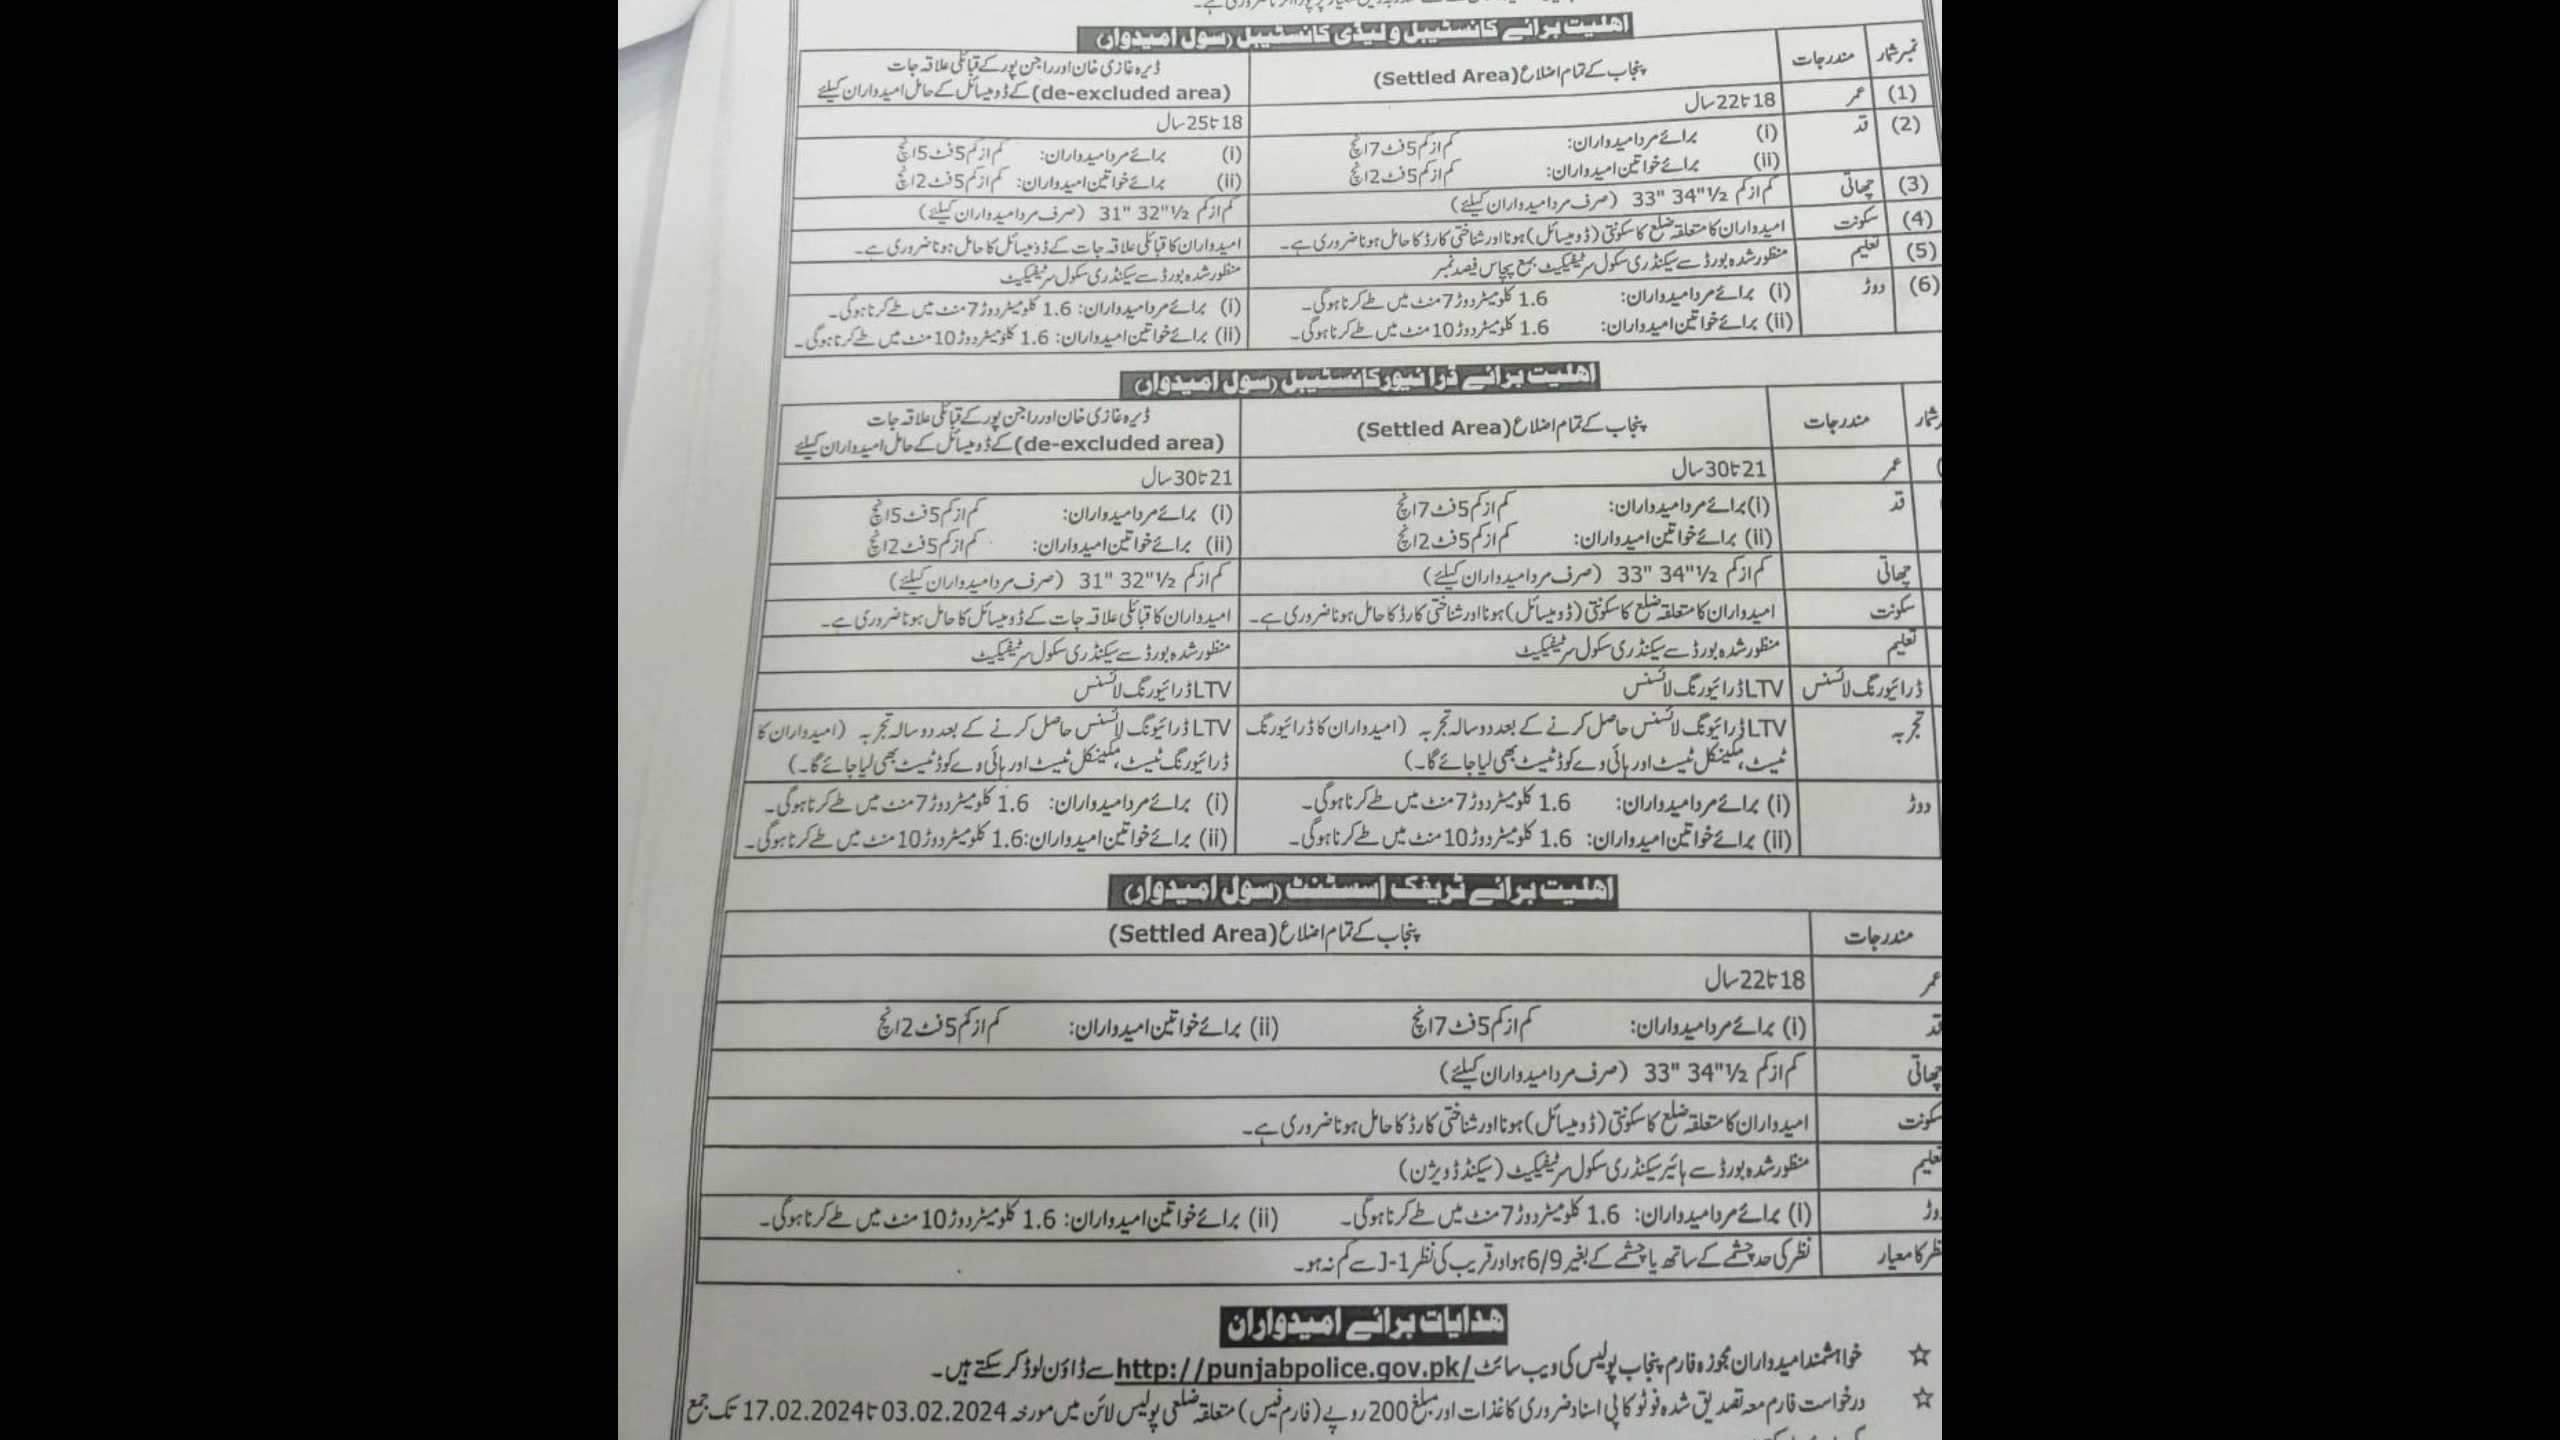 اہلیت برائے کانسٹیبل و لیڈی کانسٹیبل (سول امیدوار)
نمبر شمار مندرجات پنجاب کے تمام اضلاع (Settled Area) ڈیرہ غازی خان اور راجن پور کے قبائلی علاقہ جات
(de-excluded area) کے ڈومیسائل کے حامل امیدواران کیلئے
(1) عمر 18 تا 22 سال 18 تا 25 سال
(2) قد (i) برائے مرد امیدواران: کم از کم 5 فٹ 7 انچ (i) برائے مرد امیدواران: کم از کم 5 فٹ 5 انچ
(ii) برائے خواتین امیدواران: کم از کم 5 فٹ 2 انچ (ii) برائے خواتین امیدواران: کم از کم 5 فٹ 2 انچ
(3) چھاتی کم از کم 33" 34"½ (صرف مرد امیدواران کیلئے) کم از کم 31" 32"½ (صرف مرد امیدواران کیلئے)
(4) سکونت امیدواران کا متعلقہ ضلع کا سکونتی (ڈومیسائل) ہونا اور شناختی کارڈ کا حامل ہونا ضروری ہے۔ امیدواران کا قبائلی علاقہ جات کے ڈومیسائل کا حامل ہونا ضروری ہے۔
(5) تعلیم منظور شدہ بورڈ سے سیکنڈری سکول سرٹیفیکیٹ بمع پچاس فیصد نمبر منظور شدہ بورڈ سے سیکنڈری سکول سرٹیفیکیٹ
(6) دوڑ (i) برائے مرد امیدواران: 1.6 کلومیٹر دوڑ 7 منٹ میں طے کرنا ہوگی۔ (i) برائے مرد امیدواران: 1.6 کلومیٹر دوڑ 7 منٹ میں طے کرنا ہوگی۔
(ii) برائے خواتین امیدواران: 1.6 کلومیٹر دوڑ 10 منٹ میں طے کرنا ہوگی۔ (ii) برائے خواتین امیدواران: 1.6 کلومیٹر دوڑ 10 منٹ میں طے کرنا ہوگی۔
اہلیت برائے ڈرائیور کانسٹیبل (سول امیدوار)
شمار مندرجات پنجاب کے تمام اضلاع (Settled Area) ڈیرہ غازی خان اور راجن پور کے قبائلی علاقہ جات
(de-excluded area) کے ڈومیسائل کے حامل امیدواران کیلئے
عمر 21 تا 30 سال 21 تا 30 سال
قد (i) برائے مرد امیدواران: کم از کم 5 فٹ 7 انچ (i) برائے مرد امیدواران: کم از کم 5 فٹ 5 انچ
(ii) برائے خواتین امیدواران: کم از کم 5 فٹ 2 انچ (ii) برائے خواتین امیدواران: کم از کم 5 فٹ 2 انچ
چھاتی کم از کم 33" 34"½ (صرف مرد امیدواران کیلئے) کم از کم 31" 32"½ (صرف مرد امیدواران کیلئے)
سکونت امیدواران کا متعلقہ ضلع کا سکونتی (ڈومیسائل) ہونا اور شناختی کارڈ کا حامل ہونا ضروری ہے۔ امیدواران کا قبائلی علاقہ جات کے ڈومیسائل کا حامل ہونا ضروری ہے۔
تعلیم منظور شدہ بورڈ سے سیکنڈری سکول سرٹیفیکیٹ منظور شدہ بورڈ سے سیکنڈری سکول سرٹیفیکیٹ
ڈرائیورنگ لائسنس LTV ڈرائیورنگ لائسنس LTV ڈرائیورنگ لائسنس
تجربہ LTV ڈرائیونگ لائسنس حاصل کرنے کے بعد دو سالہ تجربہ (امیدواران کا ڈرائیورنگ LTV ڈرائیونگ لائسنس حاصل کرنے کے بعد دو سالہ تجربہ (امیدواران کا
ٹیسٹ، مکینکل ٹیسٹ اور ہائی وے کوڈ ٹیسٹ بھی لیا جائے گا۔) ڈرائیورنگ ٹیسٹ، مکینکل ٹیسٹ اور ہائی وے کوڈ ٹیسٹ بھی لیا جائے گا۔)
دوڑ (i) برائے مرد امیدواران: 1.6 کلومیٹر دوڑ 7 منٹ میں طے کرنا ہوگی۔ (i) برائے مرد امیدواران: 1.6 کلومیٹر دوڑ 7 منٹ میں طے کرنا ہوگی۔
(ii) برائے خواتین امیدواران: 1.6 کلومیٹر دوڑ 10 منٹ میں طے کرنا ہوگی۔ (ii) برائے خواتین امیدواران: 1.6 کلومیٹر دوڑ 10 منٹ میں طے کرنا ہوگی۔
اہلیت برائے ٹریفک اسسٹنٹ (سول امیدوار)
مندرجات پنجاب کے تمام اضلاع (Settled Area)
عمر 18 تا 22 سال
قد (i) برائے مرد امیدواران: کم از کم 5 فٹ 7 انچ (ii) برائے خواتین امیدواران: کم از کم 5 فٹ 2 انچ
چھاتی کم از کم 33" 34"½ (صرف مرد امیدواران کیلئے)
سکونت امیدواران کا متعلقہ ضلع کا سکونتی (ڈومیسائل) ہونا اور شناختی کارڈ کا حامل ہونا ضروری ہے۔
تعلیم منظور شدہ بورڈ سے ہائیر سیکنڈری سکول سرٹیفیکیٹ (سیکنڈ ڈویژن)
دوڑ (i) برائے مرد امیدواران: 1.6 کلومیٹر دوڑ 7 منٹ میں طے کرنا ہوگی۔ (ii) برائے خواتین امیدواران: 1.6 کلومیٹر دوڑ 10 منٹ میں طے کرنا ہوگی۔
نظر کا معیار نظر کی حد چشمے کے ساتھ یا چشمے کے بغیر 6/9 ہو اور قریب کی نظر J-1 سے کم نہ ہو۔
ہدایات برائے امیدواران
☆ خواہشمند امیدواران مجوزہ فارم پنجاب پولیس کی ویب سائٹ http://punjabpolice.gov.pk/ سے ڈاؤن لوڈ کر سکتے ہیں۔
☆ درخواست فارم معہ تصدیق شدہ فوٹو کاپی اسناد ضروری کاغذات اور مبلغ 200 روپے (فارم فیس) متعلقہ ضلعی پولیس لائن میں مورخہ 03.02.2024 تا 17.02.2024 تک جمع